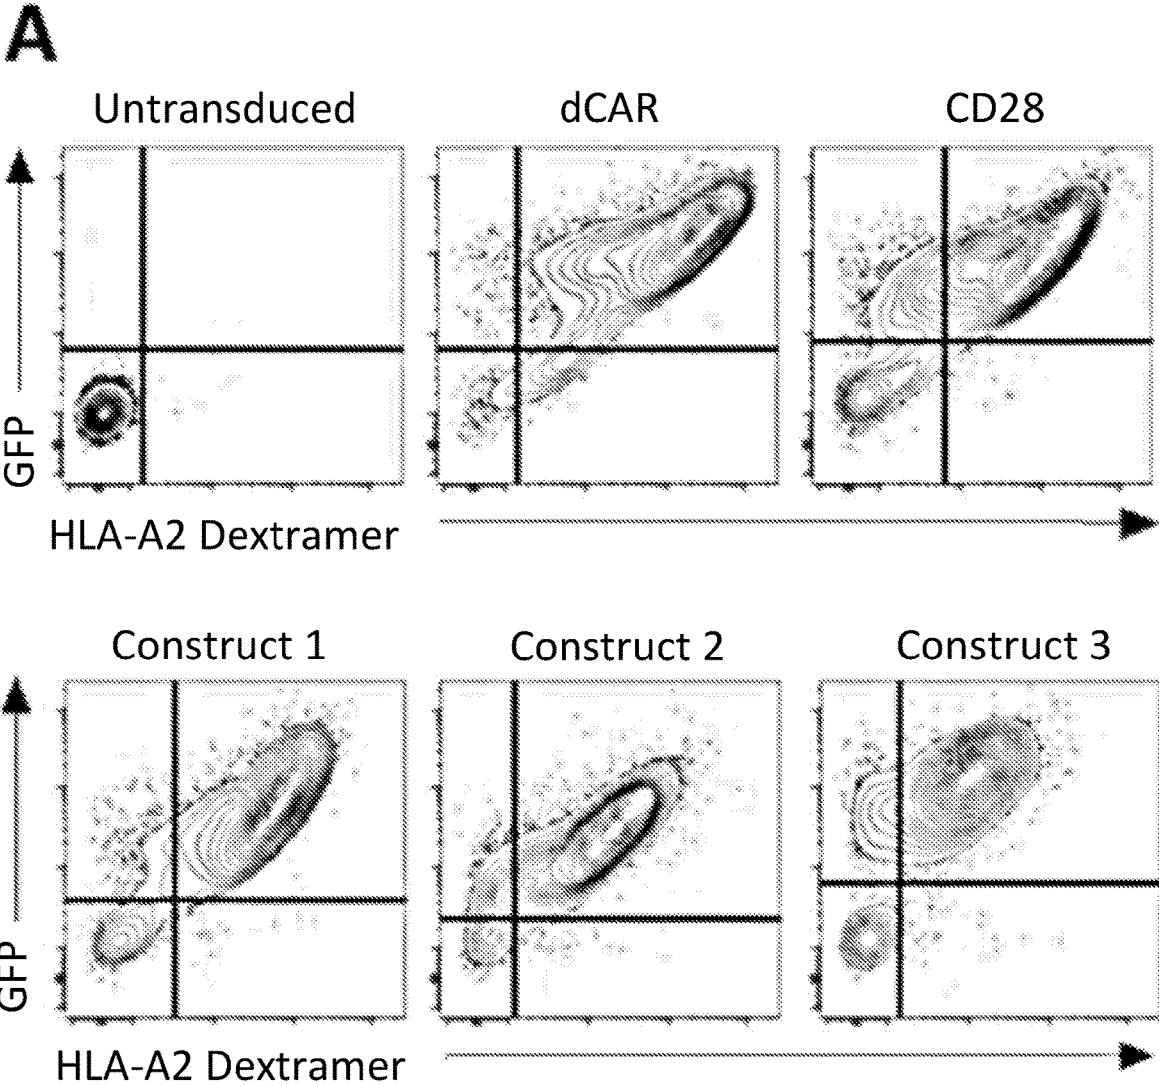 A
Untransduced dCAR CD28
GFP
HLA-A2 Dextramer
Construct 1 Construct 2 Construct 3
GFP
HLA-A2 Dextramer